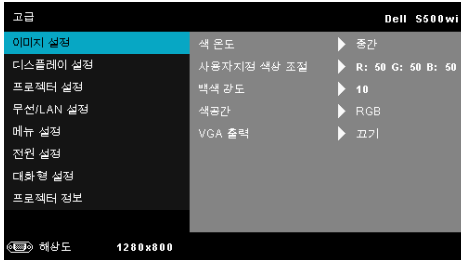 고급 Dell S500wi
이미지 설정
디스플레이 설정
프로젝터 설정
무선/LAN 설정
메뉴 설정
전원 설정
대화형 설정
프로젝터 정보
색 온도 중간
사용자지정 색상 조절 R: 50 G: 50 B: 50
백색 강도 10
색공간 RGB
VGA 출력 끄기
해상도 1280x800